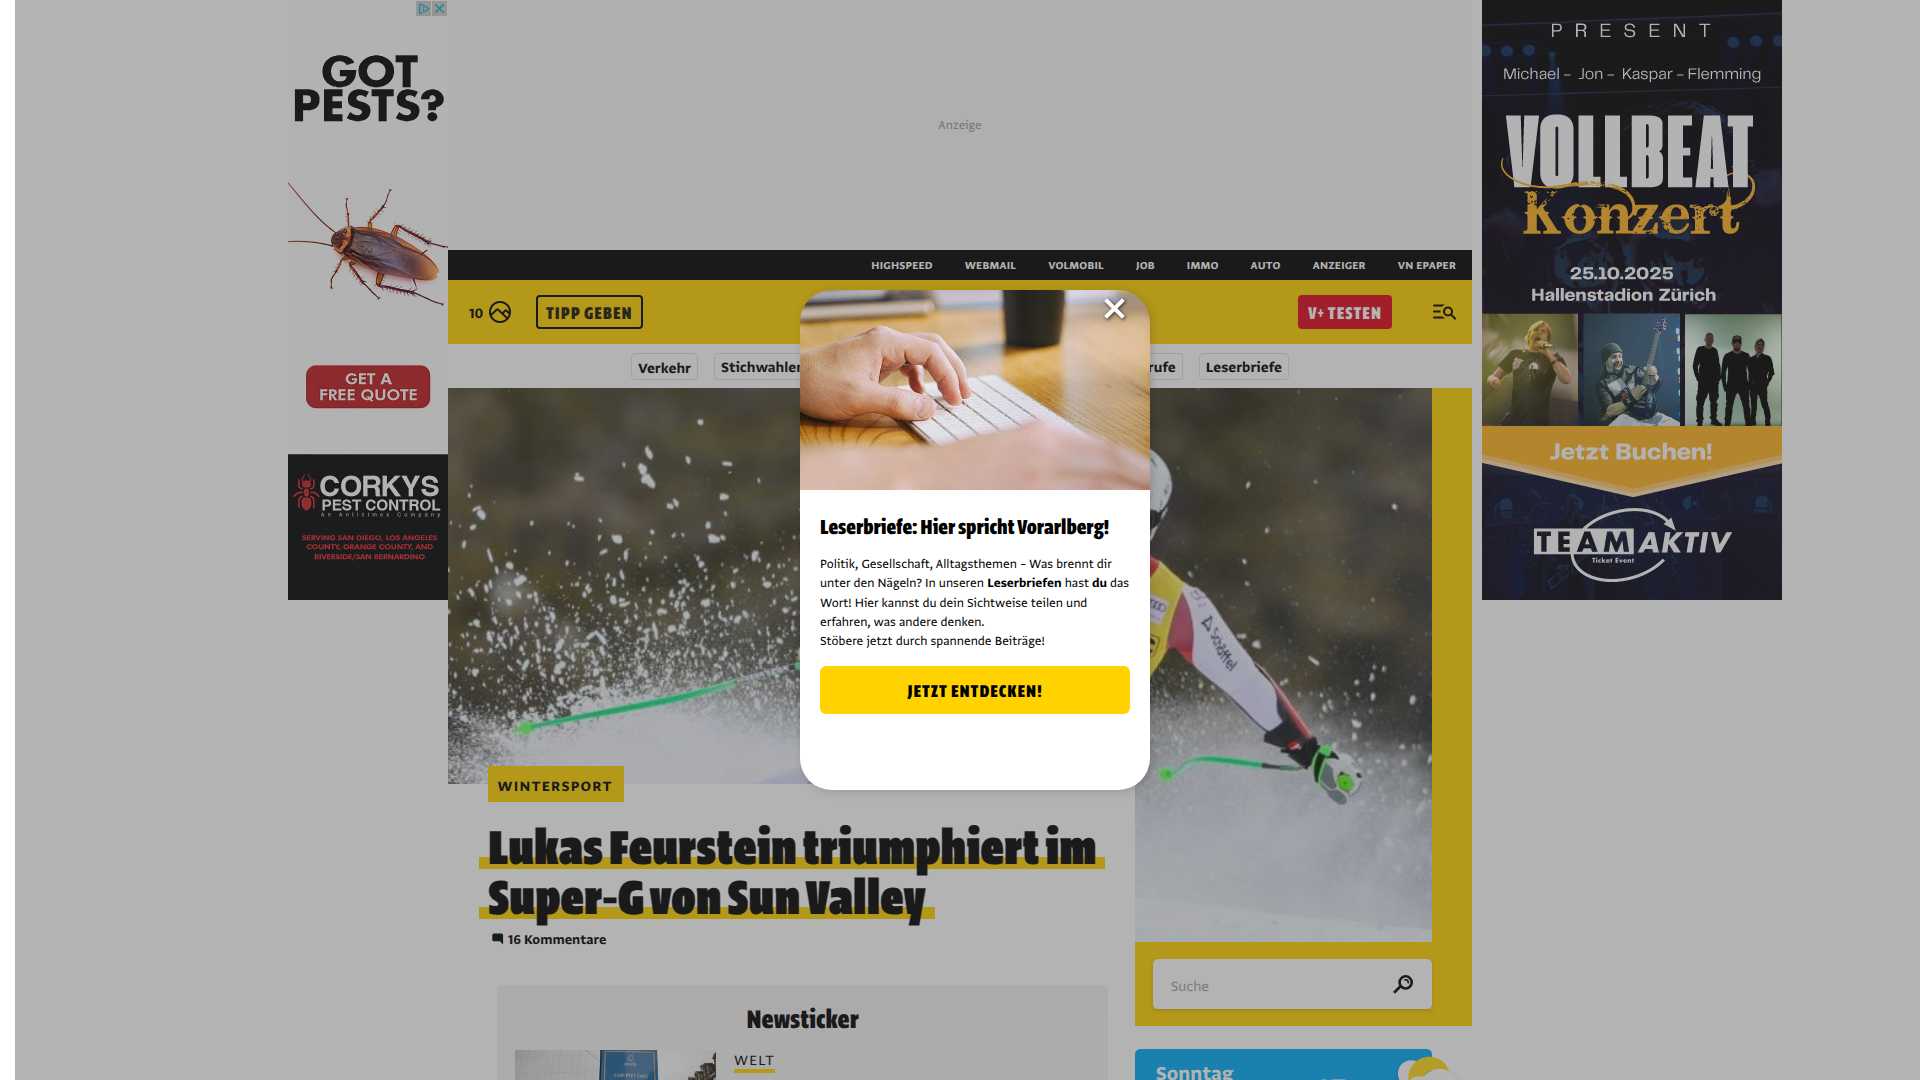 GOT
PESTS?
GET A
FREE QUOTE
CORKYS
PEST CONTROL
An Anticimex Company
SERVING SAN DIEGO, LOS ANGELES
COUNTY, ORANGE COUNTY, AND
RIVERSIDE/SAN BERNARDINO
Anzeige
PRESENT
Michael – Jon – Kaspar – Flemming
VOLLBEAT
Konzert
25.10.2025
Hallenstadion Zürich
Jetzt Buchen!
TEAM AKTIV
Ticket Event
HIGHSPEED WEBMAIL VOLMOBIL JOB IMMO AUTO ANZEIGER VN EPAPER
10 TIPP GEBEN V+ TESTEN
Verkehr Stichwahlen rufe Leserbriefe
Leserbriefe: Hier spricht Vorarlberg!
Politik, Gesellschaft, Alltagsthemen – Was brennt dir
unter den Nägeln? In unseren Leserbriefen hast du das
Wort! Hier kannst du dein Sichtweise teilen und
erfahren, was andere denken.
Stöbere jetzt durch spannende Beiträge!
JETZT ENTDECKEN!
Schöffel
WINTERSPORT
Lukas Feurstein triumphiert im
Super-G von Sun Valley
16 Kommentare
Suche
Newsticker
WELT
Sonntag